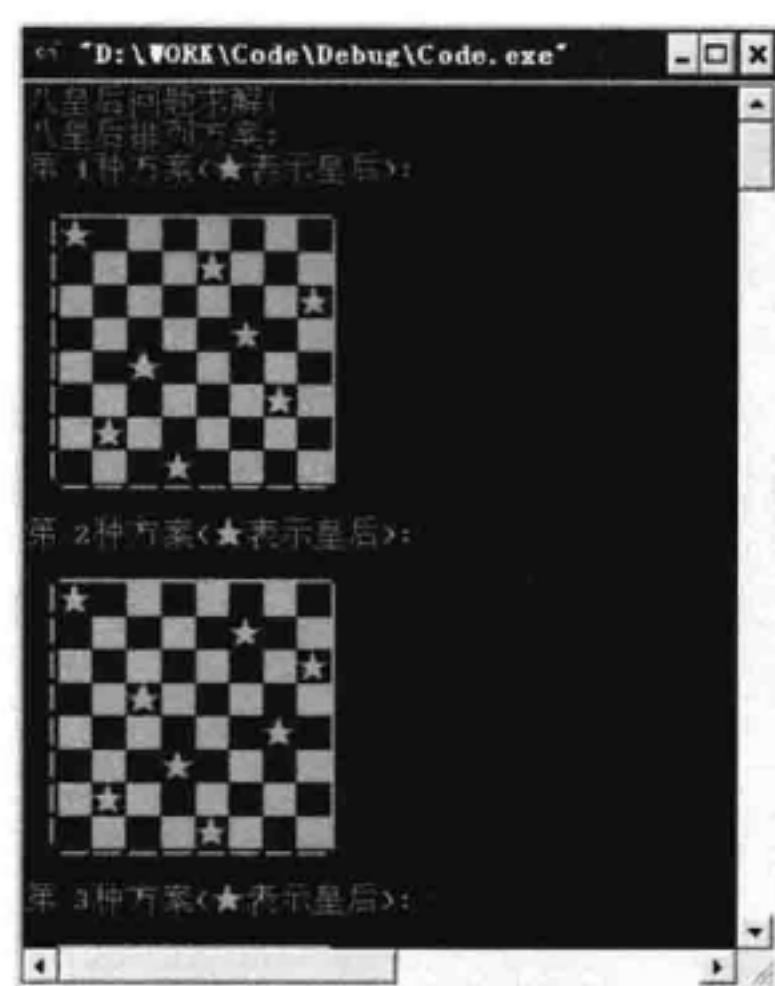 "D:\WORK\Code\Debug\Code.exe"
八皇后问题求解!
八皇后排列方案:
第 1种方案(★表示皇后):
第 2种方案(★表示皇后):
第 3种方案(★表示皇后):